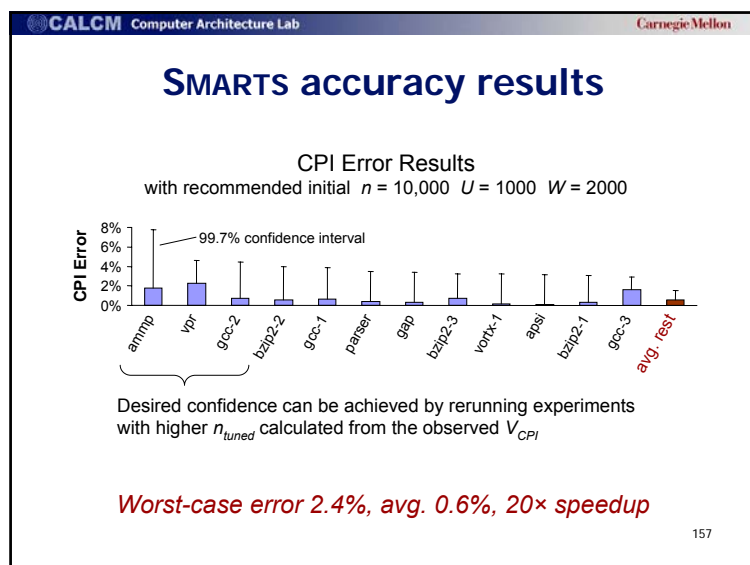 CALCM Computer Architecture Lab
Carnegie Mellon
SMARTS accuracy results
CPI Error Results
with recommended initial n = 10,000 U = 1000 W = 2000
CPI Error
8%
6%
4%
2%
0%
99.7% confidence interval
ammp
vpr
gcc-2
bzip2-2
gcc-1
parser
gap
bzip2-3
vortx-1
apsi
bzip2-1
gcc-3
avg. rest
Desired confidence can be achieved by rerunning experiments
with higher n_tuned calculated from the observed V_CPI
Worst-case error 2.4%, avg. 0.6%, 20× speedup
157